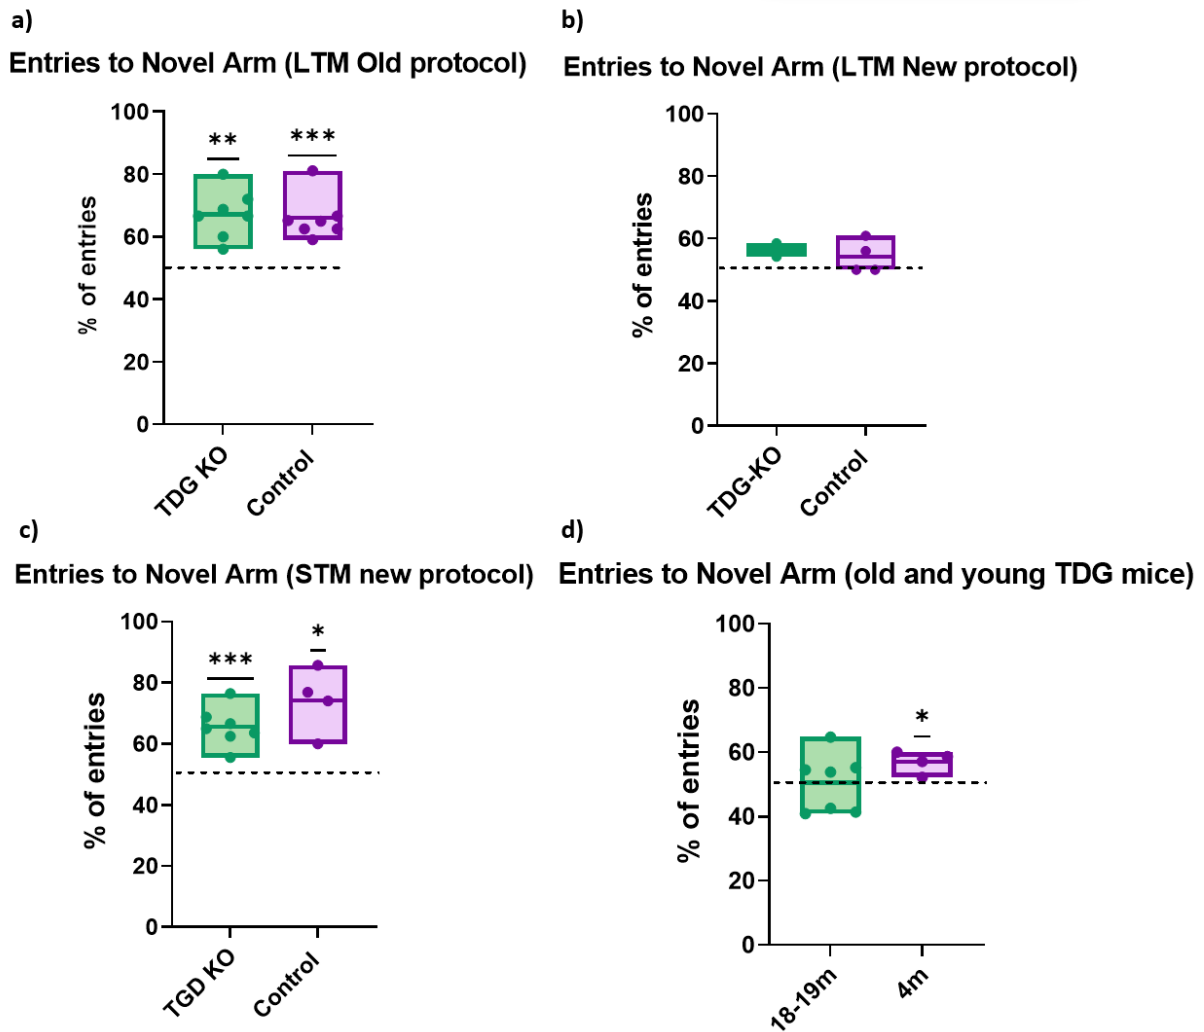 a)
Entries to Novel Arm (LTM Old protocol)
% of entries
100
80
60
40
20
0
**
***
TDG KO
Control
b)
Entries to Novel Arm (LTM New protocol)
% of entries
100
80
60
40
20
0
TDG-KO
Control
c)
Entries to Novel Arm (STM new protocol)
% of entries
100
80
60
40
20
0
***
*
TGD KO
Control
d)
Entries to Novel Arm (old and young TDG mice)
% of entries
100
80
60
40
20
0
*
18-19m
4m